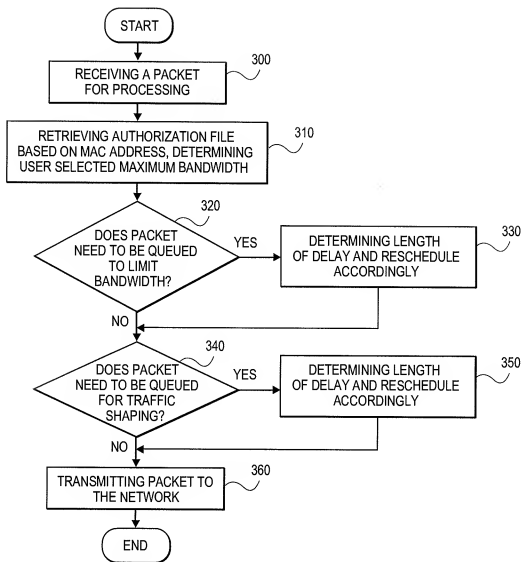 START
RECEIVING A PACKET
FOR PROCESSING
300
RETRIEVING AUTHORIZATION FILE
BASED ON MAC ADDRESS, DETERMINING
USER SELECTED MAXIMUM BANDWIDTH
310
320
DOES PACKET
NEED TO BE QUEUED
TO LIMIT
BANDWIDTH?
YES
DETERMINING LENGTH
OF DELAY AND RESCHEDULE
ACCORDINGLY
330
NO
340
DOES PACKET
NEED TO BE QUEUED
FOR TRAFFIC
SHAPING?
YES
DETERMINING LENGTH
OF DELAY AND RESCHEDULE
ACCORDINGLY
350
NO
TRANSMITTING PACKET TO
THE NETWORK
360
END